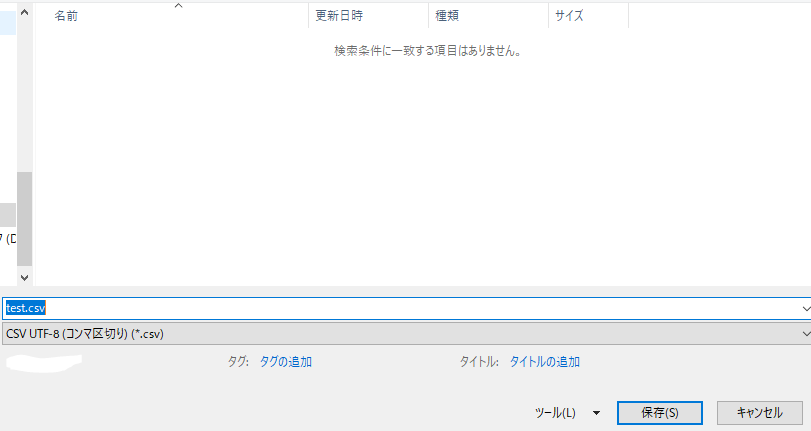 名前 更新日時 種類 サイズ
検索条件に一致する項目はありません。
(D
test.csv
CSV UTF-8 (コンマ区切り) (*.csv)
タグ: タグの追加 タイトル: タイトルの追加
ツール(L) 保存(S) キャンセル